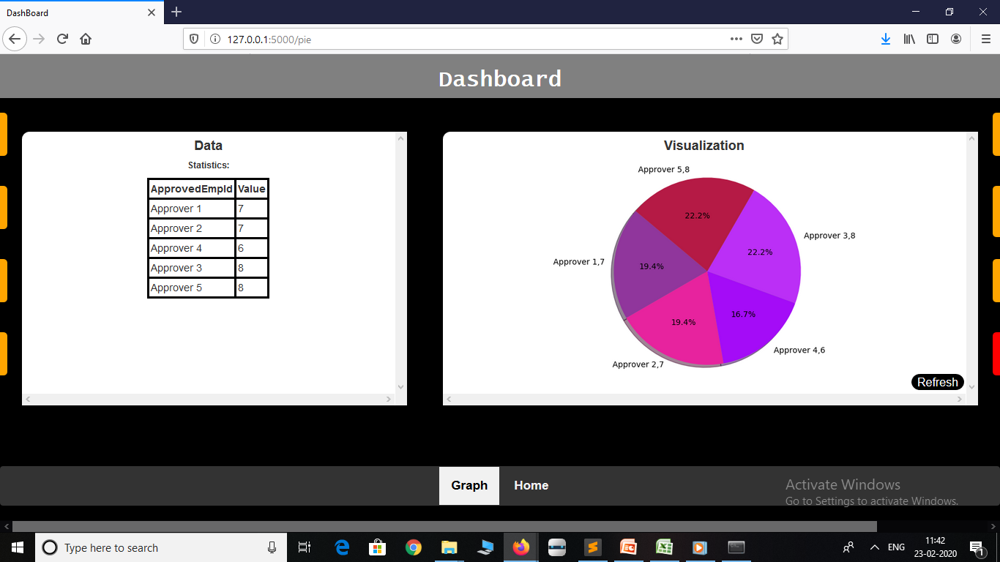 DashBoard
127.0.0.1:5000/pie
Dashboard
Data
Statistics:
ApprovedEmpId Value
Approver 1 7
Approver 2 7
Approver 4 6
Approver 3 8
Approver 5 8
Visualization
Approver 5,8
22.2%
Approver 3,8
22.2%
Approver 1,7
19.4%
16.7%
19.4%
Approver 4,6
Approver 2,7
Refresh
Graph Home
Activate Windows
Go to Settings to activate Windows.
Type here to search
ENG
11:42
23-02-2020
1